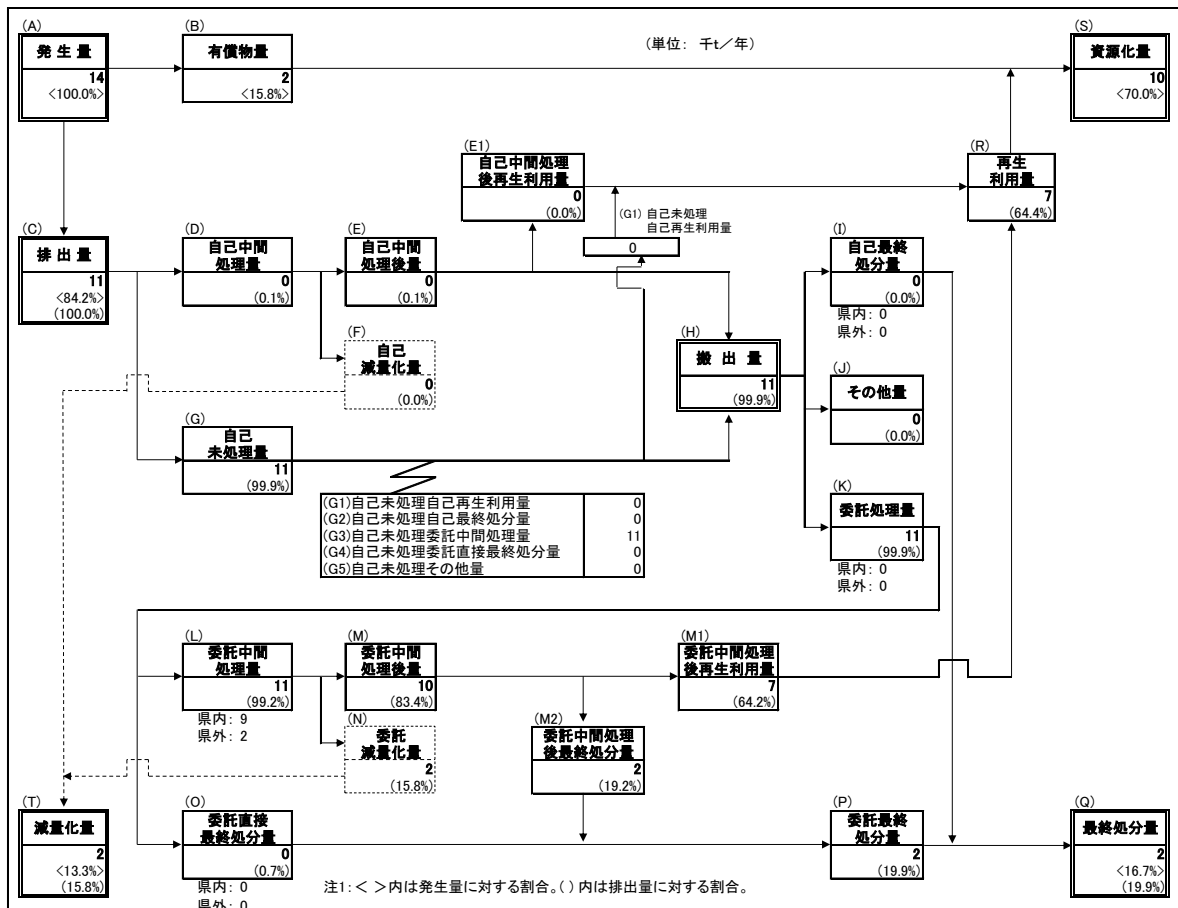 (A)
発生量
14
<100.0%>
(B)
有償物量
2
<15.8%>
(単位: 千t/年)
(S)
資源化量
10
<70.0%>
(E1)
自己中間処理
後再生利用量
0
(0.0%)
(G1) 自己未処理
自己再生利用量
0
(R)
再生
利用量
7
(64.4%)
(C)
排出量
11
<84.2%>
(100.0%)
(D)
自己中間
処理量
0
(0.1%)
(E)
自己中間
処理後量
0
(0.1%)
(F)
自己
減量化量
0
(0.0%)
(G)
自己
未処理量
11
(99.9%)
(H)
搬出量
11
(99.9%)
(I)
自己最終
処分量
0
(0.0%)
県内: 0
県外: 0
(J)
その他量
0
(0.0%)
(G1)自己未処理自己再生利用量 0
(G2)自己未処理自己最終処分量 0
(G3)自己未処理委託中間処理量 11
(G4)自己未処理委託直接最終処分量 0
(G5)自己未処理その他量 0
(K)
委託処理量
11
(99.9%)
県内: 0
県外: 0
(L)
委託中間
処理量
11
(99.2%)
県内: 9
県外: 2
(M)
委託中間
処理後量
10
(83.4%)
(N)
委託
減量化量
2
(15.8%)
(M1)
委託中間処理
後再生利用量
7
(64.2%)
(M2)
委託中間処理
後最終処分量
2
(19.2%)
(T)
減量化量
2
<13.3%>
(15.8%)
(O)
委託直接
最終処分量
0
(0.7%)
県内: 0
県外: 0
(P)
委託最終
処分量
2
(19.9%)
(Q)
最終処分量
2
<16.7%>
(19.9%)
注1:< >内は発生量に対する割合。( )内は排出量に対する割合。